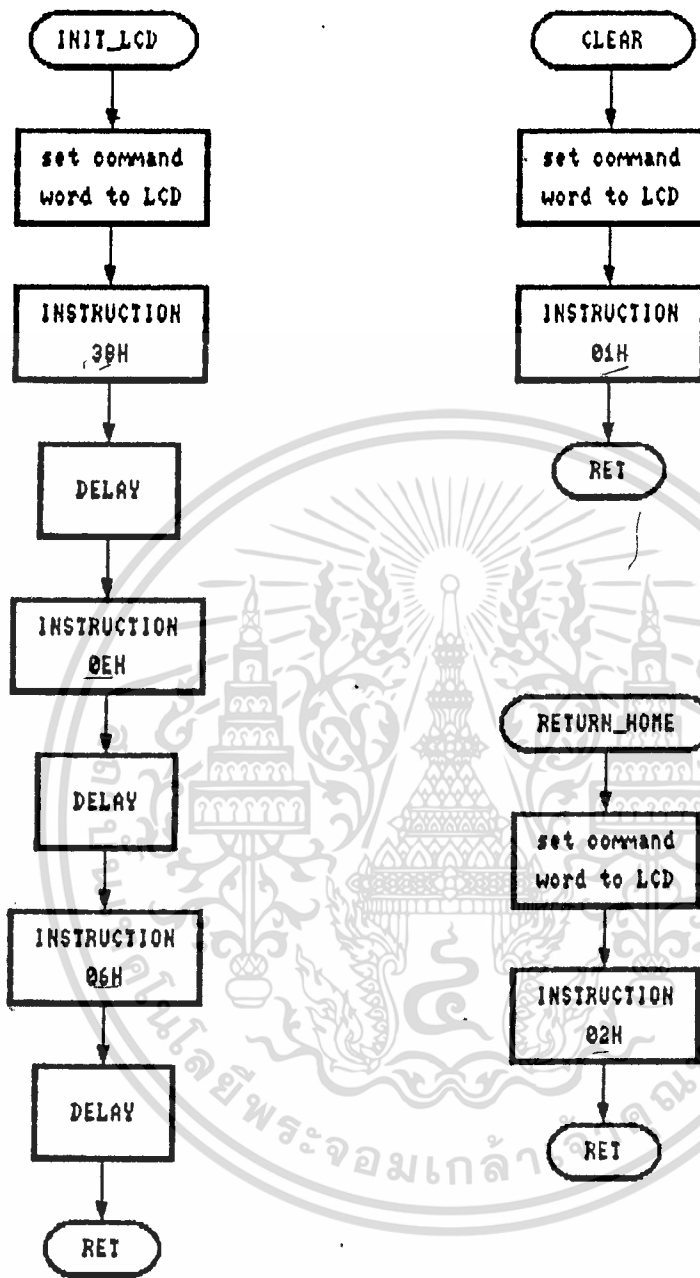 INIT_LCD
set command
word to LCD
INSTRUCTION
38H
DELAY
INSTRUCTION
0EH
DELAY
INSTRUCTION
06H
DELAY
RET
CLEAR
set command
word to LCD
INSTRUCTION
01H
RET
RETURN_HOME
set command
word to LCD
INSTRUCTION
02H
RET